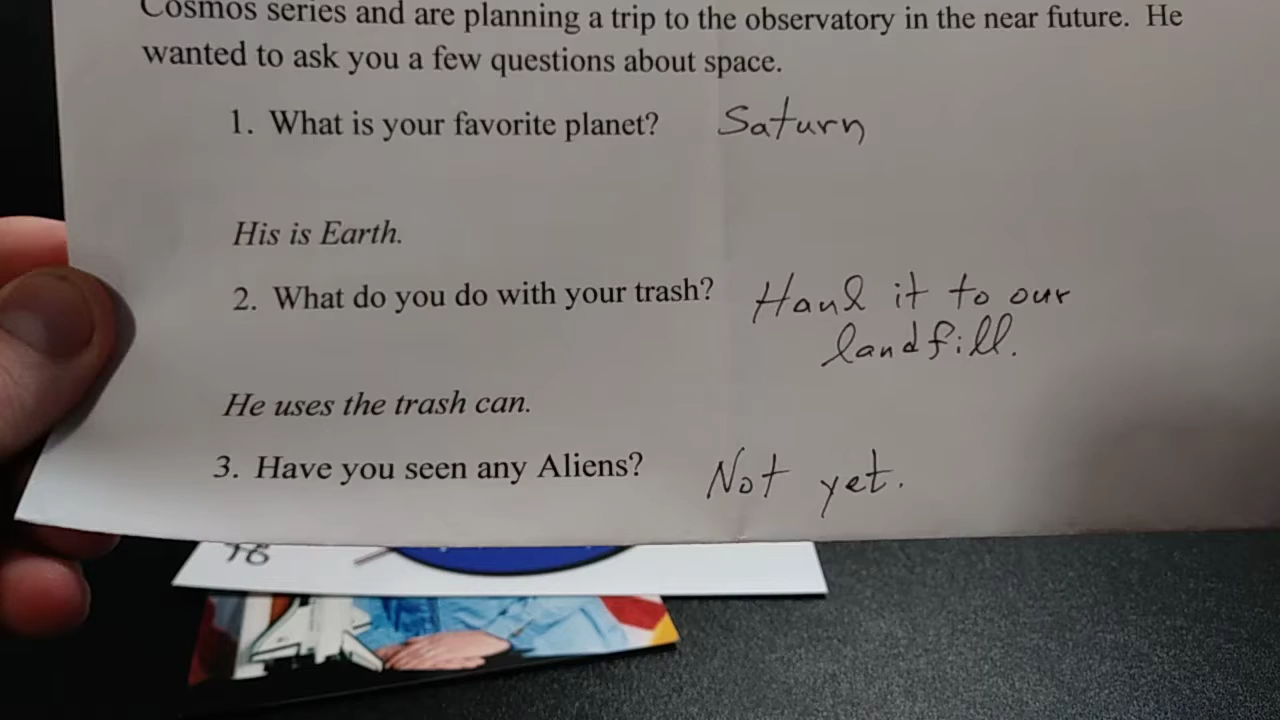 Cosmos series and are planning a trip to the observatory in the near future. He
wanted to ask you a few questions about space.
1. What is your favorite planet? Saturn
His is Earth.
2. What do you do with your trash? Haul it to our
landfill.
He uses the trash can.
3. Have you seen any Aliens? Not yet.